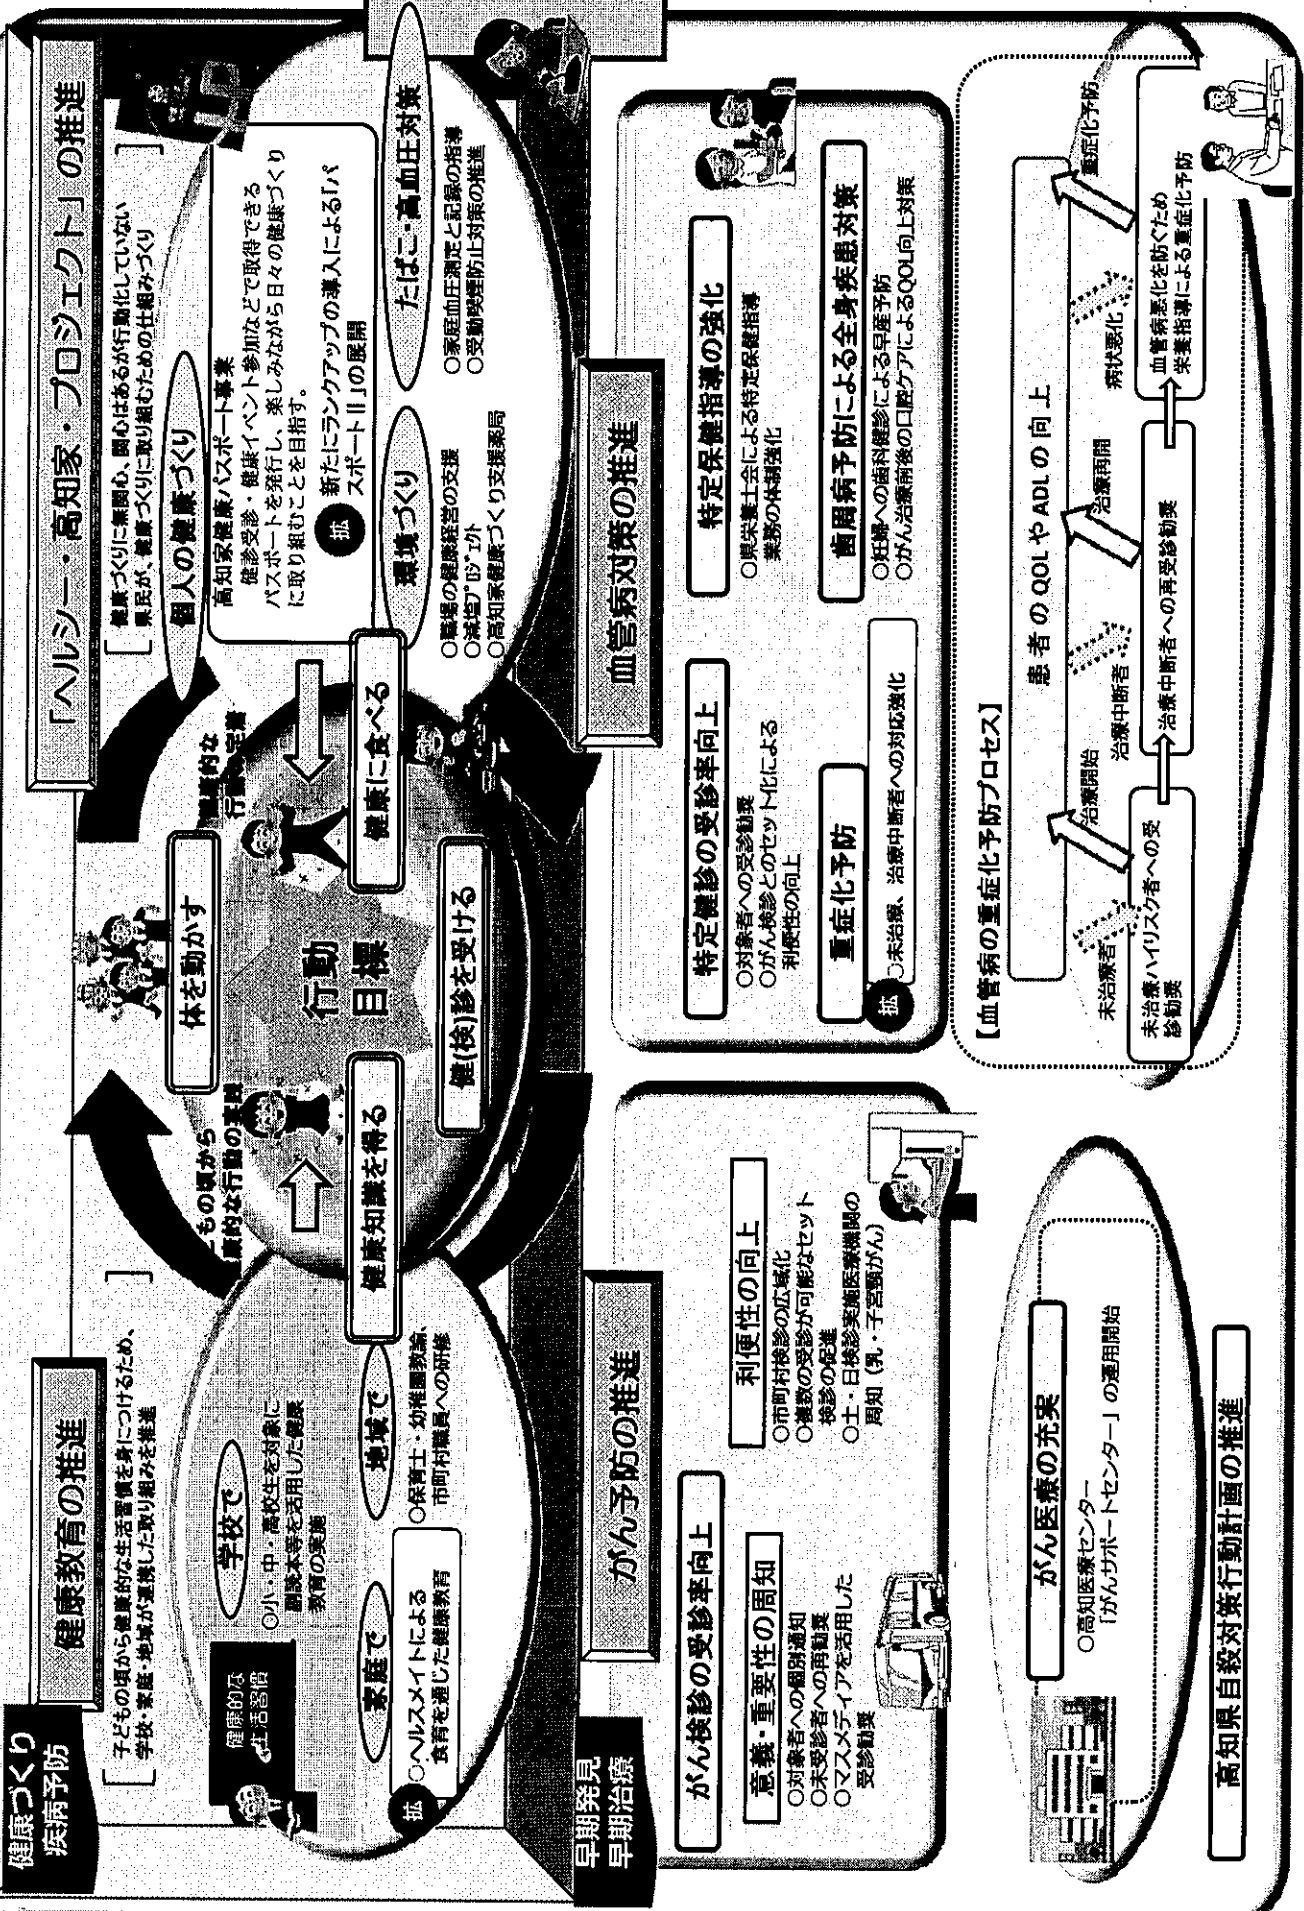 健康づくり
疾病予防
健康教育の推進
子どもの頃から健康的な生活習慣を身につけるため、
学校・家庭・地域が連携した取り組みを推進
健康的な
生活習慣
学校で
○小・中・高校生を対象に
副読本等を活用した健康
教育の実施
家庭で
○ヘルスメイトによる
食育を通じた健康教育
拡
地域で
○保育士・幼稚園教諭、
市町村職員への研修
どもの頃から
康的な行動の実践
健康的な
行動の定着
体を動かす
行動
目標
健康知識を得る
健康に食べる
健(検)診を受ける
「ヘルシー・高知家・プロジェクト」の推進
健康づくりに無関心、関心はあるが行動化していない
県民が、健康づくりに取り組むための仕組みづくり
個人の健康づくり
高知家健康パスポート事業
健診受診・健康イベント参加などで取得できる
パスポートを発行し、楽しみながら日々の健康づくり
に取り組むことを目指す。
拡
新たにランクアップの導入による「パ
スポートⅡ」の展開
環境づくり
○職場の健康経営の支援
○減塩プロジェクト
○高知家健康づくり支援薬局
たばこ・高血圧対策
○家庭血圧測定と記録の指導
○受動喫煙防止対策の推進
早期発見
早期治療
がん予防の推進
がん検診の受診率向上
意義・重要性の周知
○対象者への個別通知
○未受診者への再勧奨
○マスメディアを活用した
受診勧奨
利便性の向上
○市町村検診の広域化
○複数の受診が可能なセット
検診の促進
○土・日検診実施医療機関の
周知（乳・子宮頸がん）
血管病対策の推進
特定健診の受診率向上
○対象者への受診勧奨
○がん検診とのセット化による
利便性の向上
特定保健指導の強化
○県栄養士会による特定保健指導
業務の体制強化
重症化予防
拡
○未治療、治療中断者への対応強化
歯周病予防による全身疾患対策
○妊婦への歯科健診による早産予防
○がん治療前後の口腔ケアによるQOL向上対策
がん医療の充実
○高知医療センター
「がんサポートセンター」の運用開始
高知県自殺対策行動計画の推進
【血管病の重症化予防プロセス】
患者のQOLやADLの向上
未治療者
治療開始
治療中断者
治療再開
病状悪化
重症化予防
未治療ハイリスク者への受
診勧奨
治療中断者への再受診勧奨
血管病悪化を防ぐため
栄養指導による重症化予防